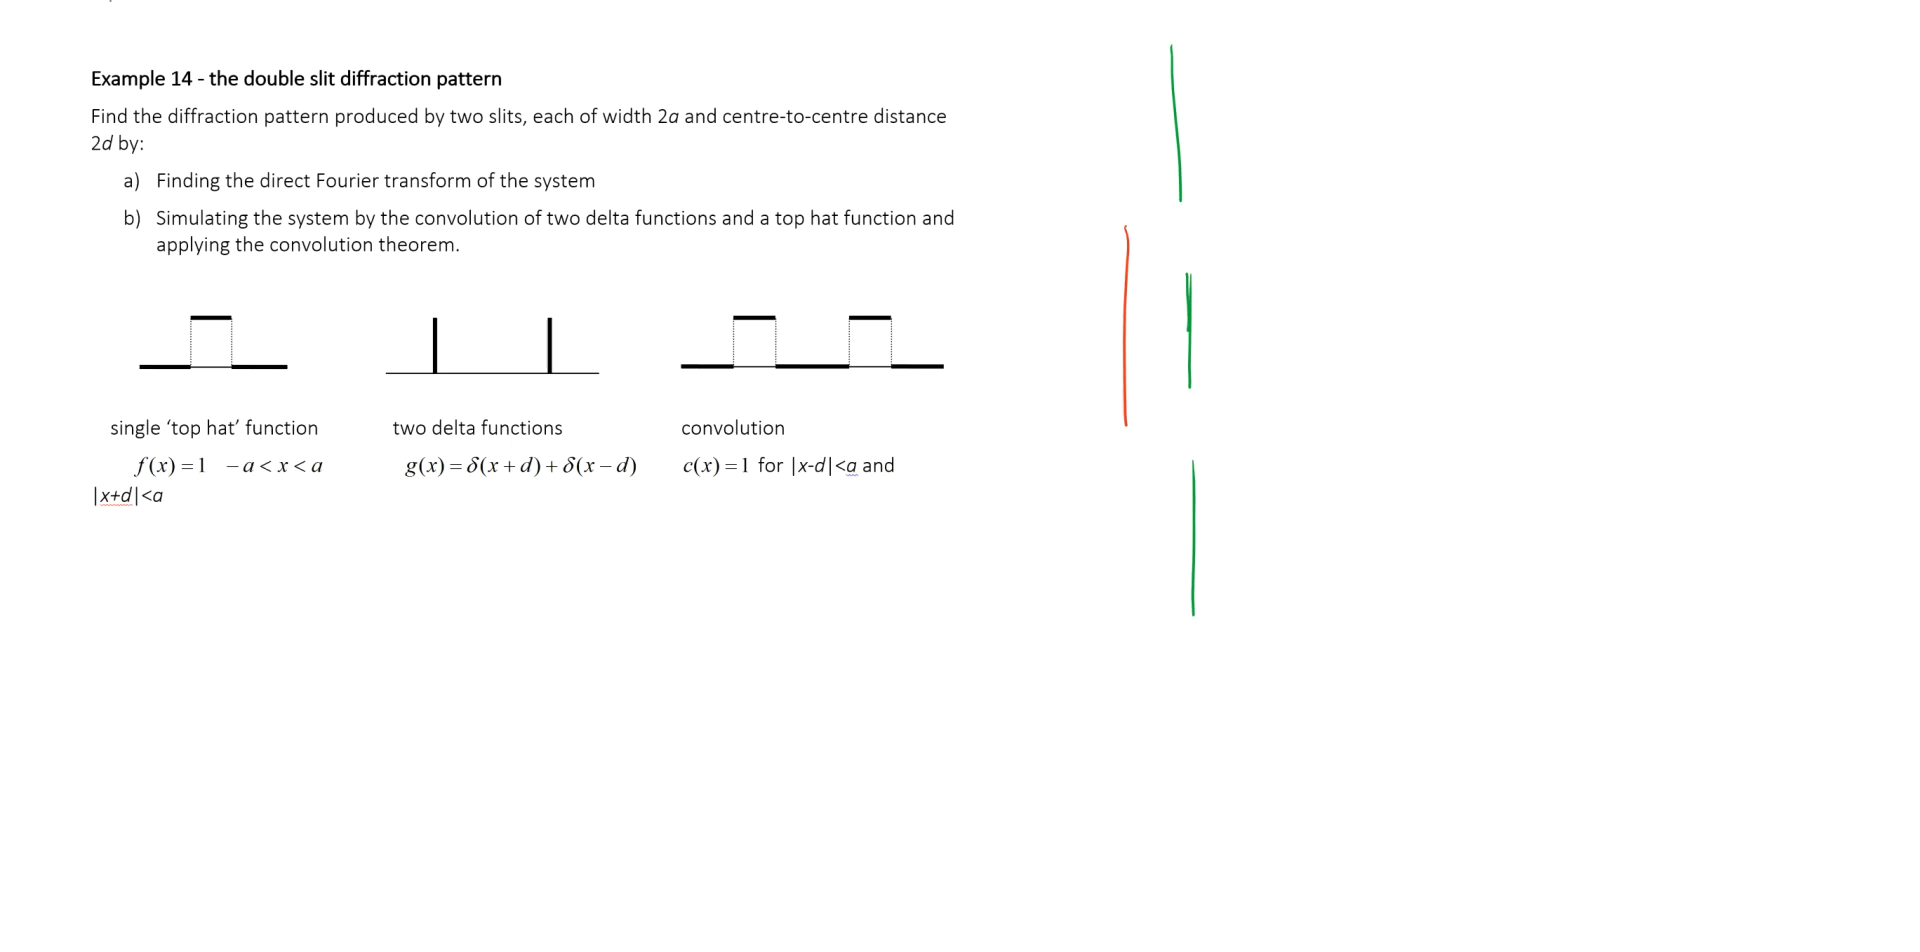 Example 14 - the double slit diffraction pattern
Find the diffraction pattern produced by two slits, each of width 2a and centre-to-centre distance
2d by:
a) Finding the direct Fourier transform of the system
b) Simulating the system by the convolution of two delta functions and a top hat function and
applying the convolution theorem.
single ‘top hat’ function two delta functions convolution
f(x) = 1 −a < x < a g(x) = δ(x + d) + δ(x − d) c(x) = 1 for |x-d|<a and
|x+d|<a